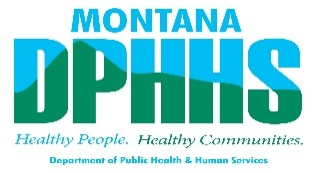 MONTANA
DPHHS
Healthy People. Healthy Communities.
Department of Public Health & Human Services